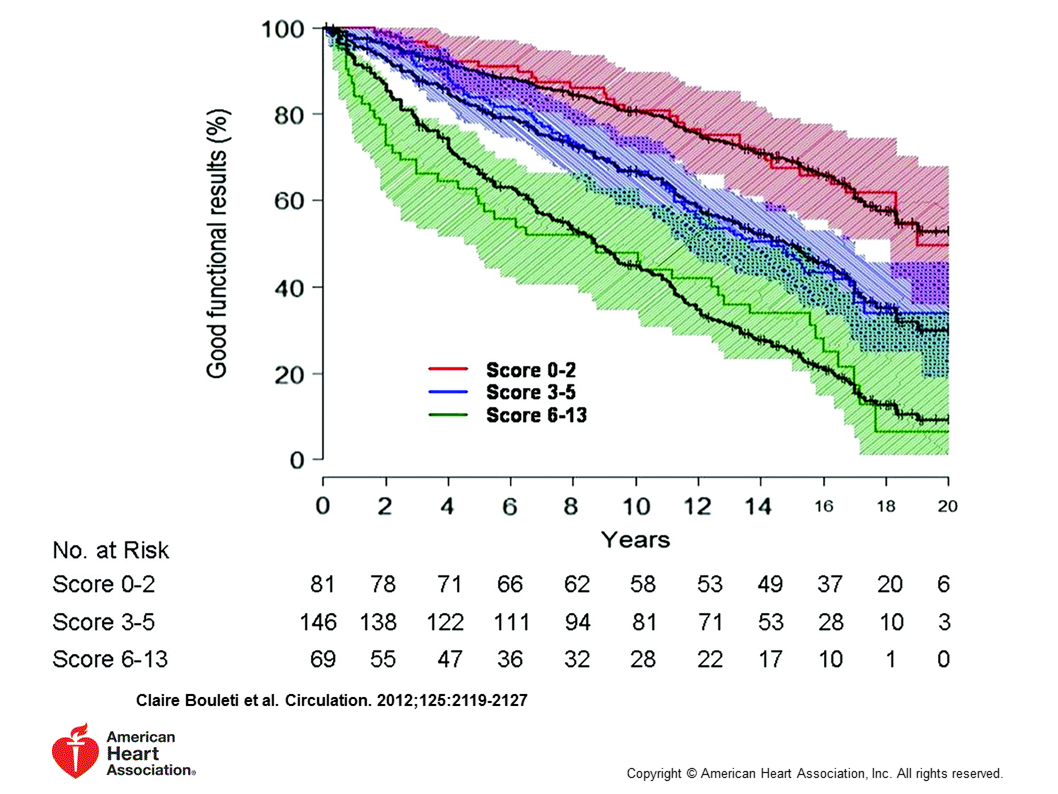 100
80
60
40
20
0
Good functional results (%)
Score 0-2
Score 3-5
Score 6-13
0 2 4 6 8 10 12 14 16 18 20
Years
No. at Risk
Score 0-2 81 78 71 66 62 58 53 49 37 20 6
Score 3-5 146 138 122 111 94 81 71 53 28 10 3
Score 6-13 69 55 47 36 32 28 22 17 10 1 0
Claire Bouleti et al. Circulation. 2012;125:2119-2127
American
Heart
Association®
Copyright © American Heart Association, Inc. All rights reserved.